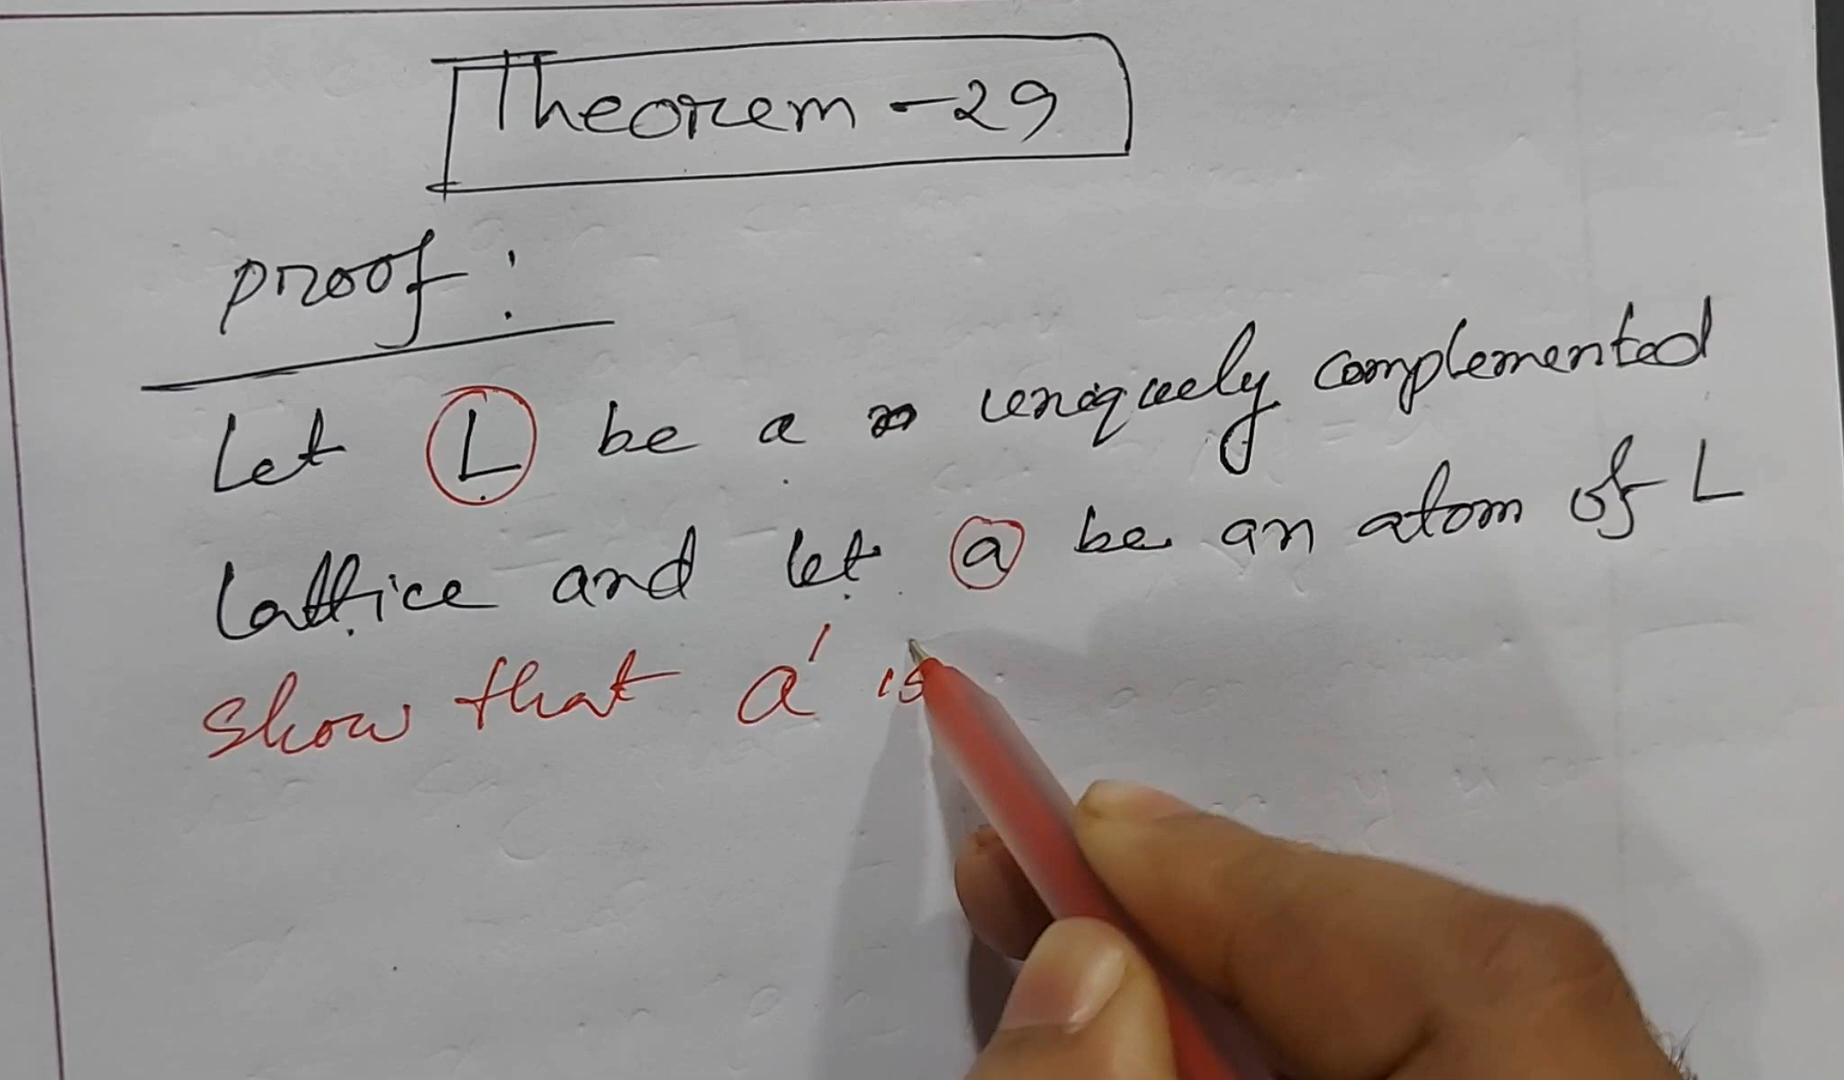 Theorem - 29
proof :
Let L be a uniquely complemented
Lattice and let a be an atom of L
Show that a' is